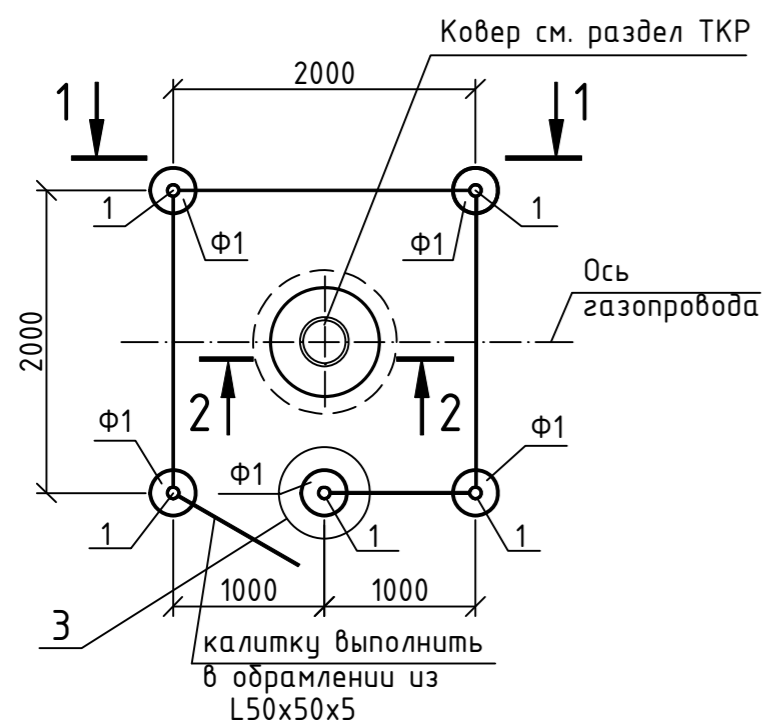 Ковер см. раздел ТКР
2000
1
1
1
1
Ф1
Ф1
Ось
газопровода
2000
2
2
Ф1
Ф1
Ф1
1
1
1
1000
1000
3
калитку выполнить
в обрамлении из
L50x50x5